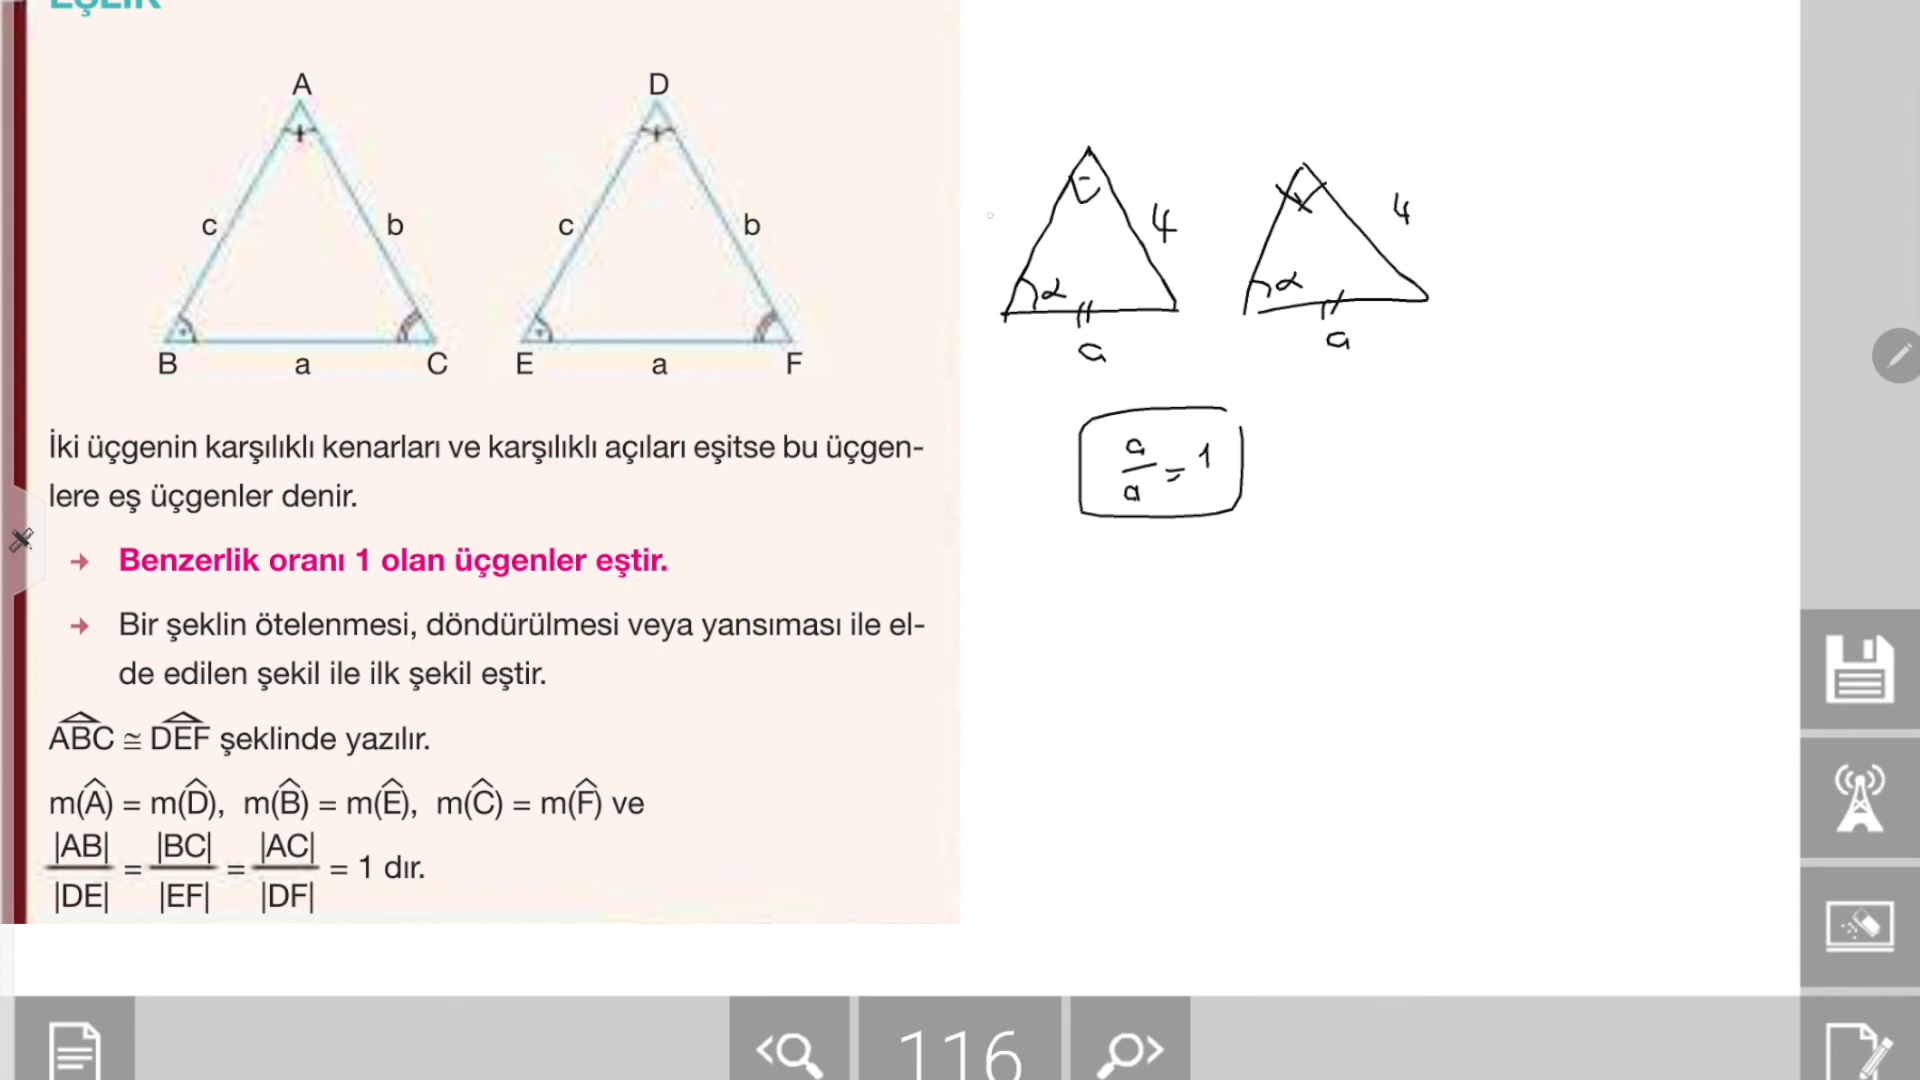 EŞLİK
A
D
c
b
c
b
B
a
C
E
a
F
İki üçgenin karşılıklı kenarları ve karşılıklı açıları eşitse bu üçgen-
lere eş üçgenler denir.
→ Benzerlik oranı 1 olan üçgenler eştir.
→ Bir şeklin ötelenmesi, döndürülmesi veya yansıması ile el-
de edilen şekil ile ilk şekil eştir.
ABC ≅ DEF şeklinde yazılır.
m(Â) = m(D̂), m(B̂) = m(Ê), m(Ĉ) = m(F̂) ve
|AB|/|DE| = |BC|/|EF| = |AC|/|DF| = 1 dır.
4
4
α
α
a
a
a/a = 1
116